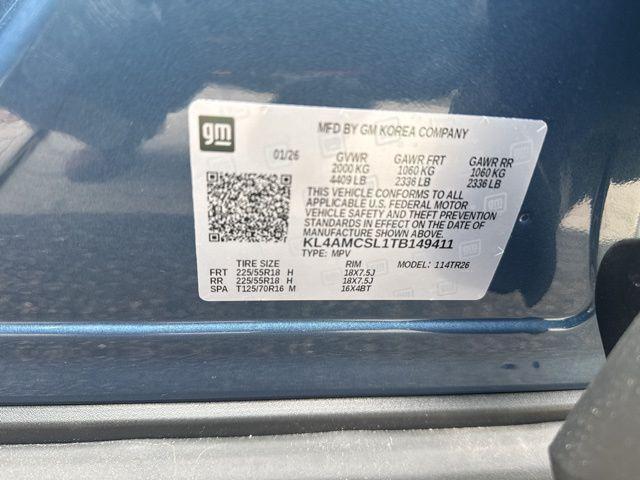 gm
MFD BY GM KOREA COMPANY
01/26 GVWR GAWR FRT GAWR RR
2000 KG 1060 KG 1060 KG
4409 LB 2336 LB 2336 LB
THIS VEHICLE CONFORMS TO ALL
APPLICABLE U.S. FEDERAL MOTOR
VEHICLE SAFETY AND THEFT PREVENTION
STANDARDS IN EFFECT ON THE DATE OF
MANUFACTURE SHOWN ABOVE.
KL4AMCSL1TB149411
TYPE: MPV
TIRE SIZE RIM MODEL: 114TR26
FRT 225/55R18 H 18X7.5J
RR 225/55R18 H 18X7.5J
SPA T125/70R16 M 16X4BT